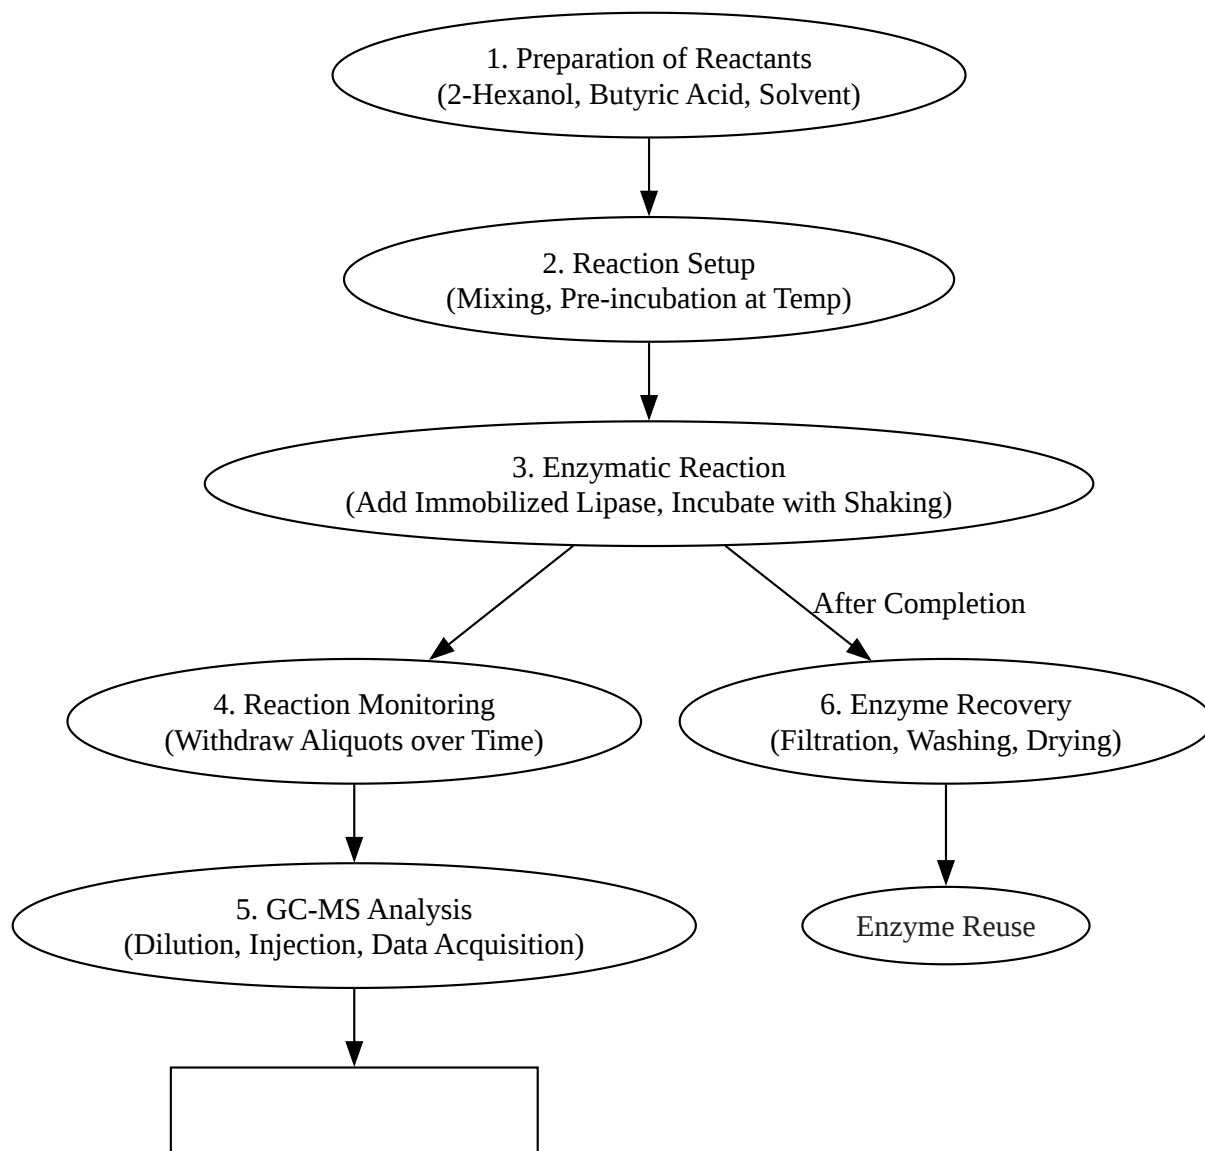 1. Preparation of Reactants
(2-Hexanol, Butyric Acid, Solvent)
2. Reaction Setup
(Mixing, Pre-incubation at Temp)
3. Enzymatic Reaction
(Add Immobilized Lipase, Incubate with Shaking)
After Completion
4. Reaction Monitoring
(Withdraw Aliquots over Time)
6. Enzyme Recovery
(Filtration, Washing, Drying)
5. GC-MS Analysis
(Dilution, Injection, Data Acquisition)
Enzyme Reuse